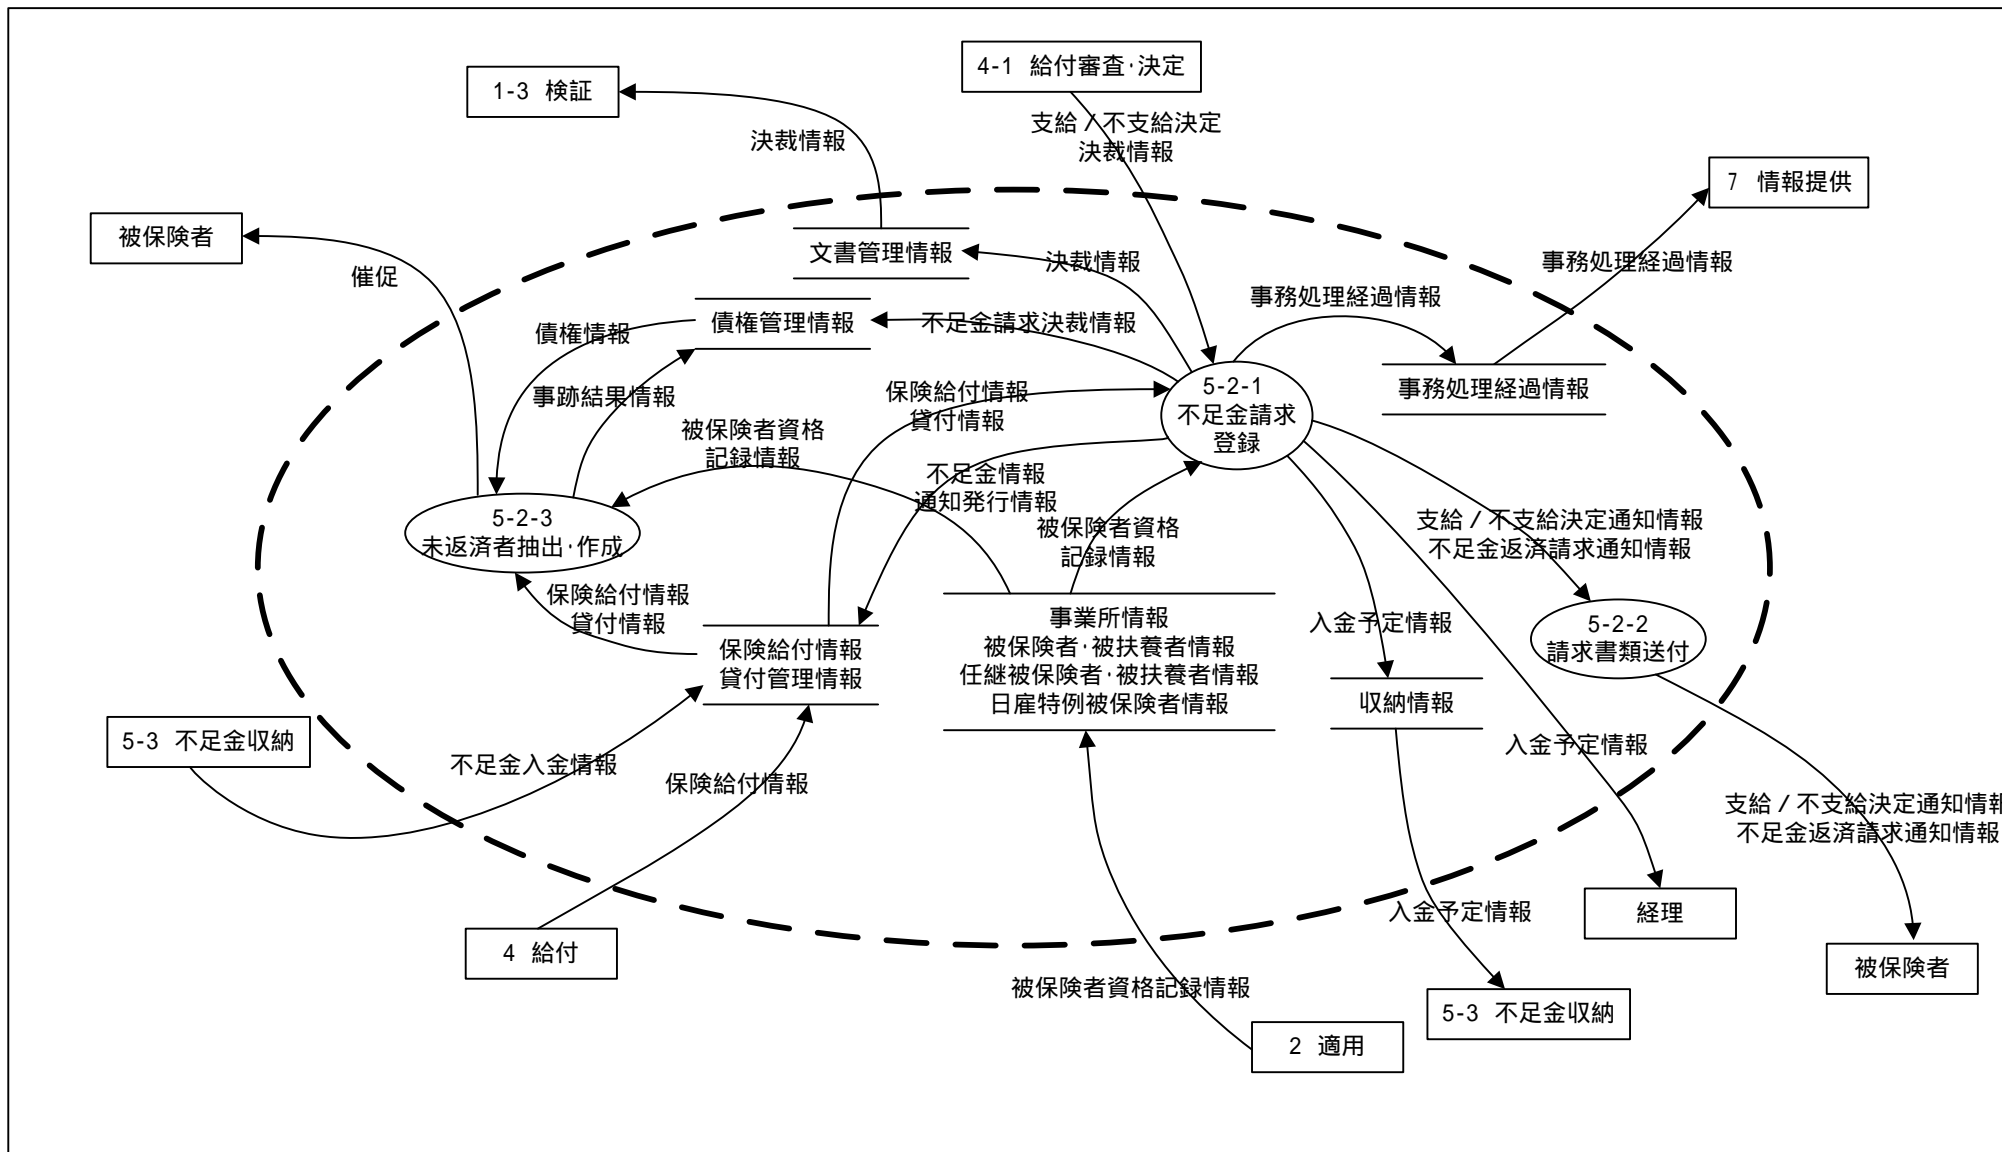 4-1 給付審査・決定
1-3 検証
支給/不支給決定
決裁情報
決裁情報
7 情報提供
被保険者
文書管理情報
決裁情報
事務処理経過情報
催促
事務処理経過情報
債権管理情報
不足金請求決裁情報
債権情報
事務処理経過情報
5-2-1
不足金請求
登録
事跡結果情報
保険給付情報
貸付情報
被保険者資格
記録情報
不足金情報
通知発行情報
5-2-3
未返済者抽出・作成
被保険者資格
記録情報
支給/不支給決定通知情報
不足金返済請求通知情報
保険給付情報
貸付情報
事業所情報
被保険者・被扶養者情報
任継被保険者・被扶養者情報
日雇特例被保険者情報
入金予定情報
5-2-2
請求書類送付
保険給付情報
貸付管理情報
収納情報
5-3 不足金収納
不足金入金情報
保険給付情報
入金予定情報
支給/不支給決定通知情報
不足金返済請求通知情報
入金予定情報
経理
4 給付
被保険者
被保険者資格記録情報
5-3 不足金収納
2 適用